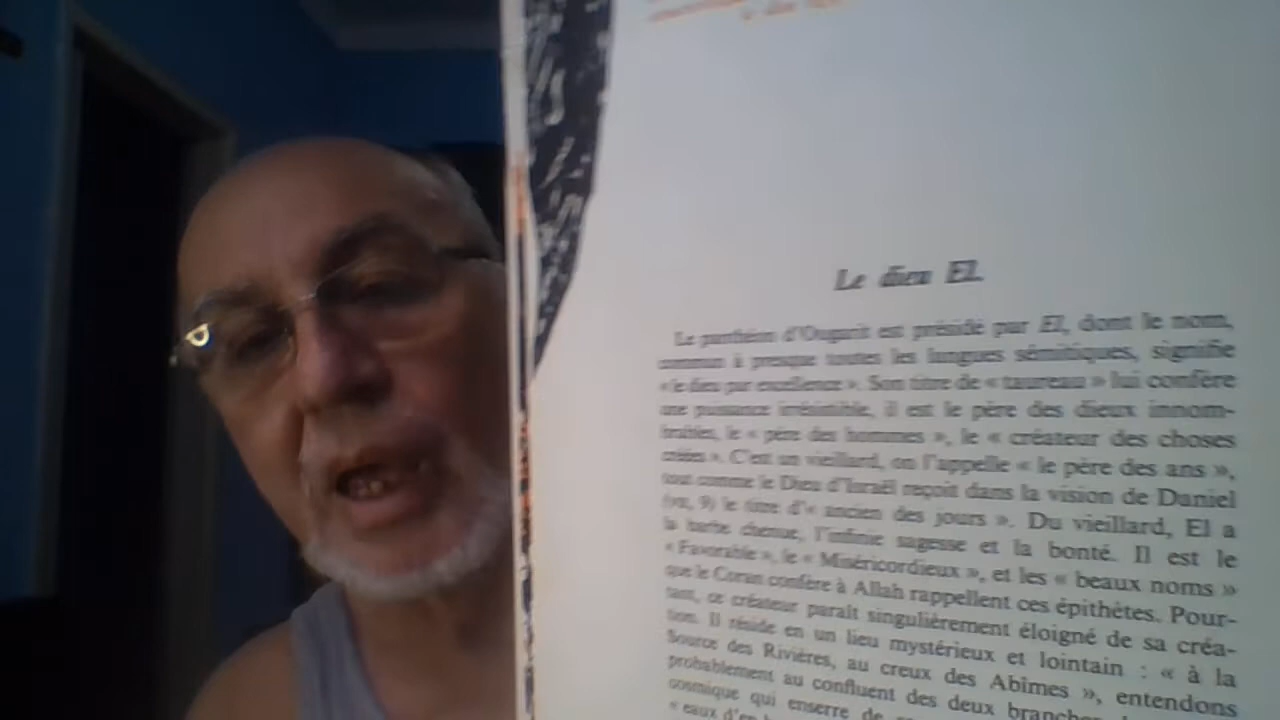 Le dieu El.
Le panthéon d'Ougarit est présidé par El, dont le nom,
commun à presque toutes les langues sémitiques, signifie
« le dieu par excellence ». Son titre de « taureau » lui confère
une puissance irrésistible, il est le père des dieux innom-
brables, le « père des hommes », le « créateur des choses
créées ». C'est un vieillard, on l'appelle « le père des ans »,
tout comme le Dieu d'Israël reçoit dans la vision de Daniel
(VII, 9) le titre d'« ancien des jours ». Du vieillard, El a
la barbe chenue, l'infinie sagesse et la bonté. Il est le
« Favorable », le « Miséricordieux », et les « beaux noms »
que le Coran confère à Allah rappellent ces épithètes. Pour-
tant, ce créateur paraît singulièrement éloigné de sa créa-
tion. Il réside en un lieu mystérieux et lointain : « à la
Source des Rivières, au creux des Abîmes », entendons
probablement au confluent des deux branches
cosmique qui enserre de
« eaux d'en